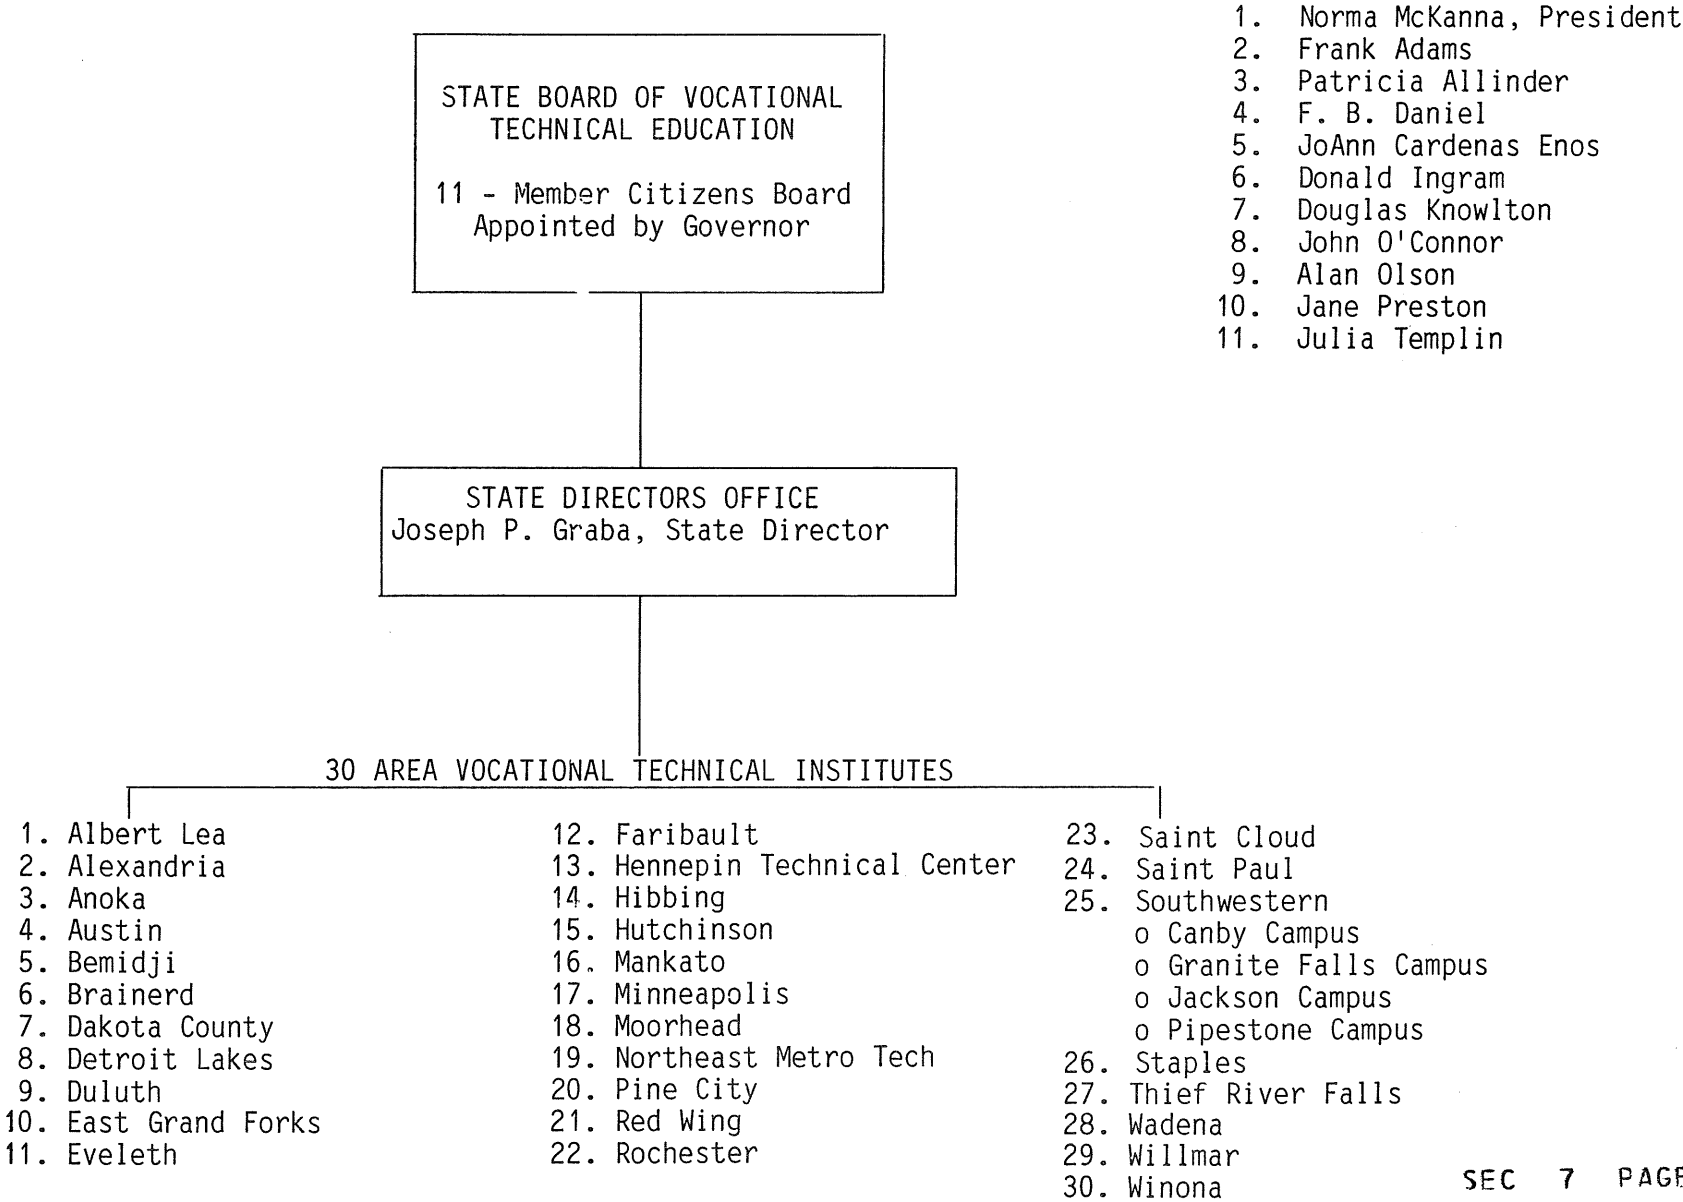 1. Norma McKanna, President
2. Frank Adams
3. Patricia Allinder
4. F. B. Daniel
5. JoAnn Cardenas Enos
6. Donald Ingram
7. Douglas Knowlton
8. John O'Connor
9. Alan Olson
10. Jane Preston
11. Julia Templin
STATE BOARD OF VOCATIONAL
TECHNICAL EDUCATION
11 - Member Citizens Board
Appointed by Governor
STATE DIRECTORS OFFICE
Joseph P. Graba, State Director
30 AREA VOCATIONAL TECHNICAL INSTITUTES
1. Albert Lea
2. Alexandria
3. Anoka
4. Austin
5. Bemidji
6. Brainerd
7. Dakota County
8. Detroit Lakes
9. Duluth
10. East Grand Forks
11. Eveleth
12. Faribault
13. Hennepin Technical Center
14. Hibbing
15. Hutchinson
16. Mankato
17. Minneapolis
18. Moorhead
19. Northeast Metro Tech
20. Pine City
21. Red Wing
22. Rochester
23. Saint Cloud
24. Saint Paul
25. Southwestern
o Canby Campus
o Granite Falls Campus
o Jackson Campus
o Pipestone Campus
26. Staples
27. Thief River Falls
28. Wadena
29. Willmar
30. Winona
SEC 7 PAGE